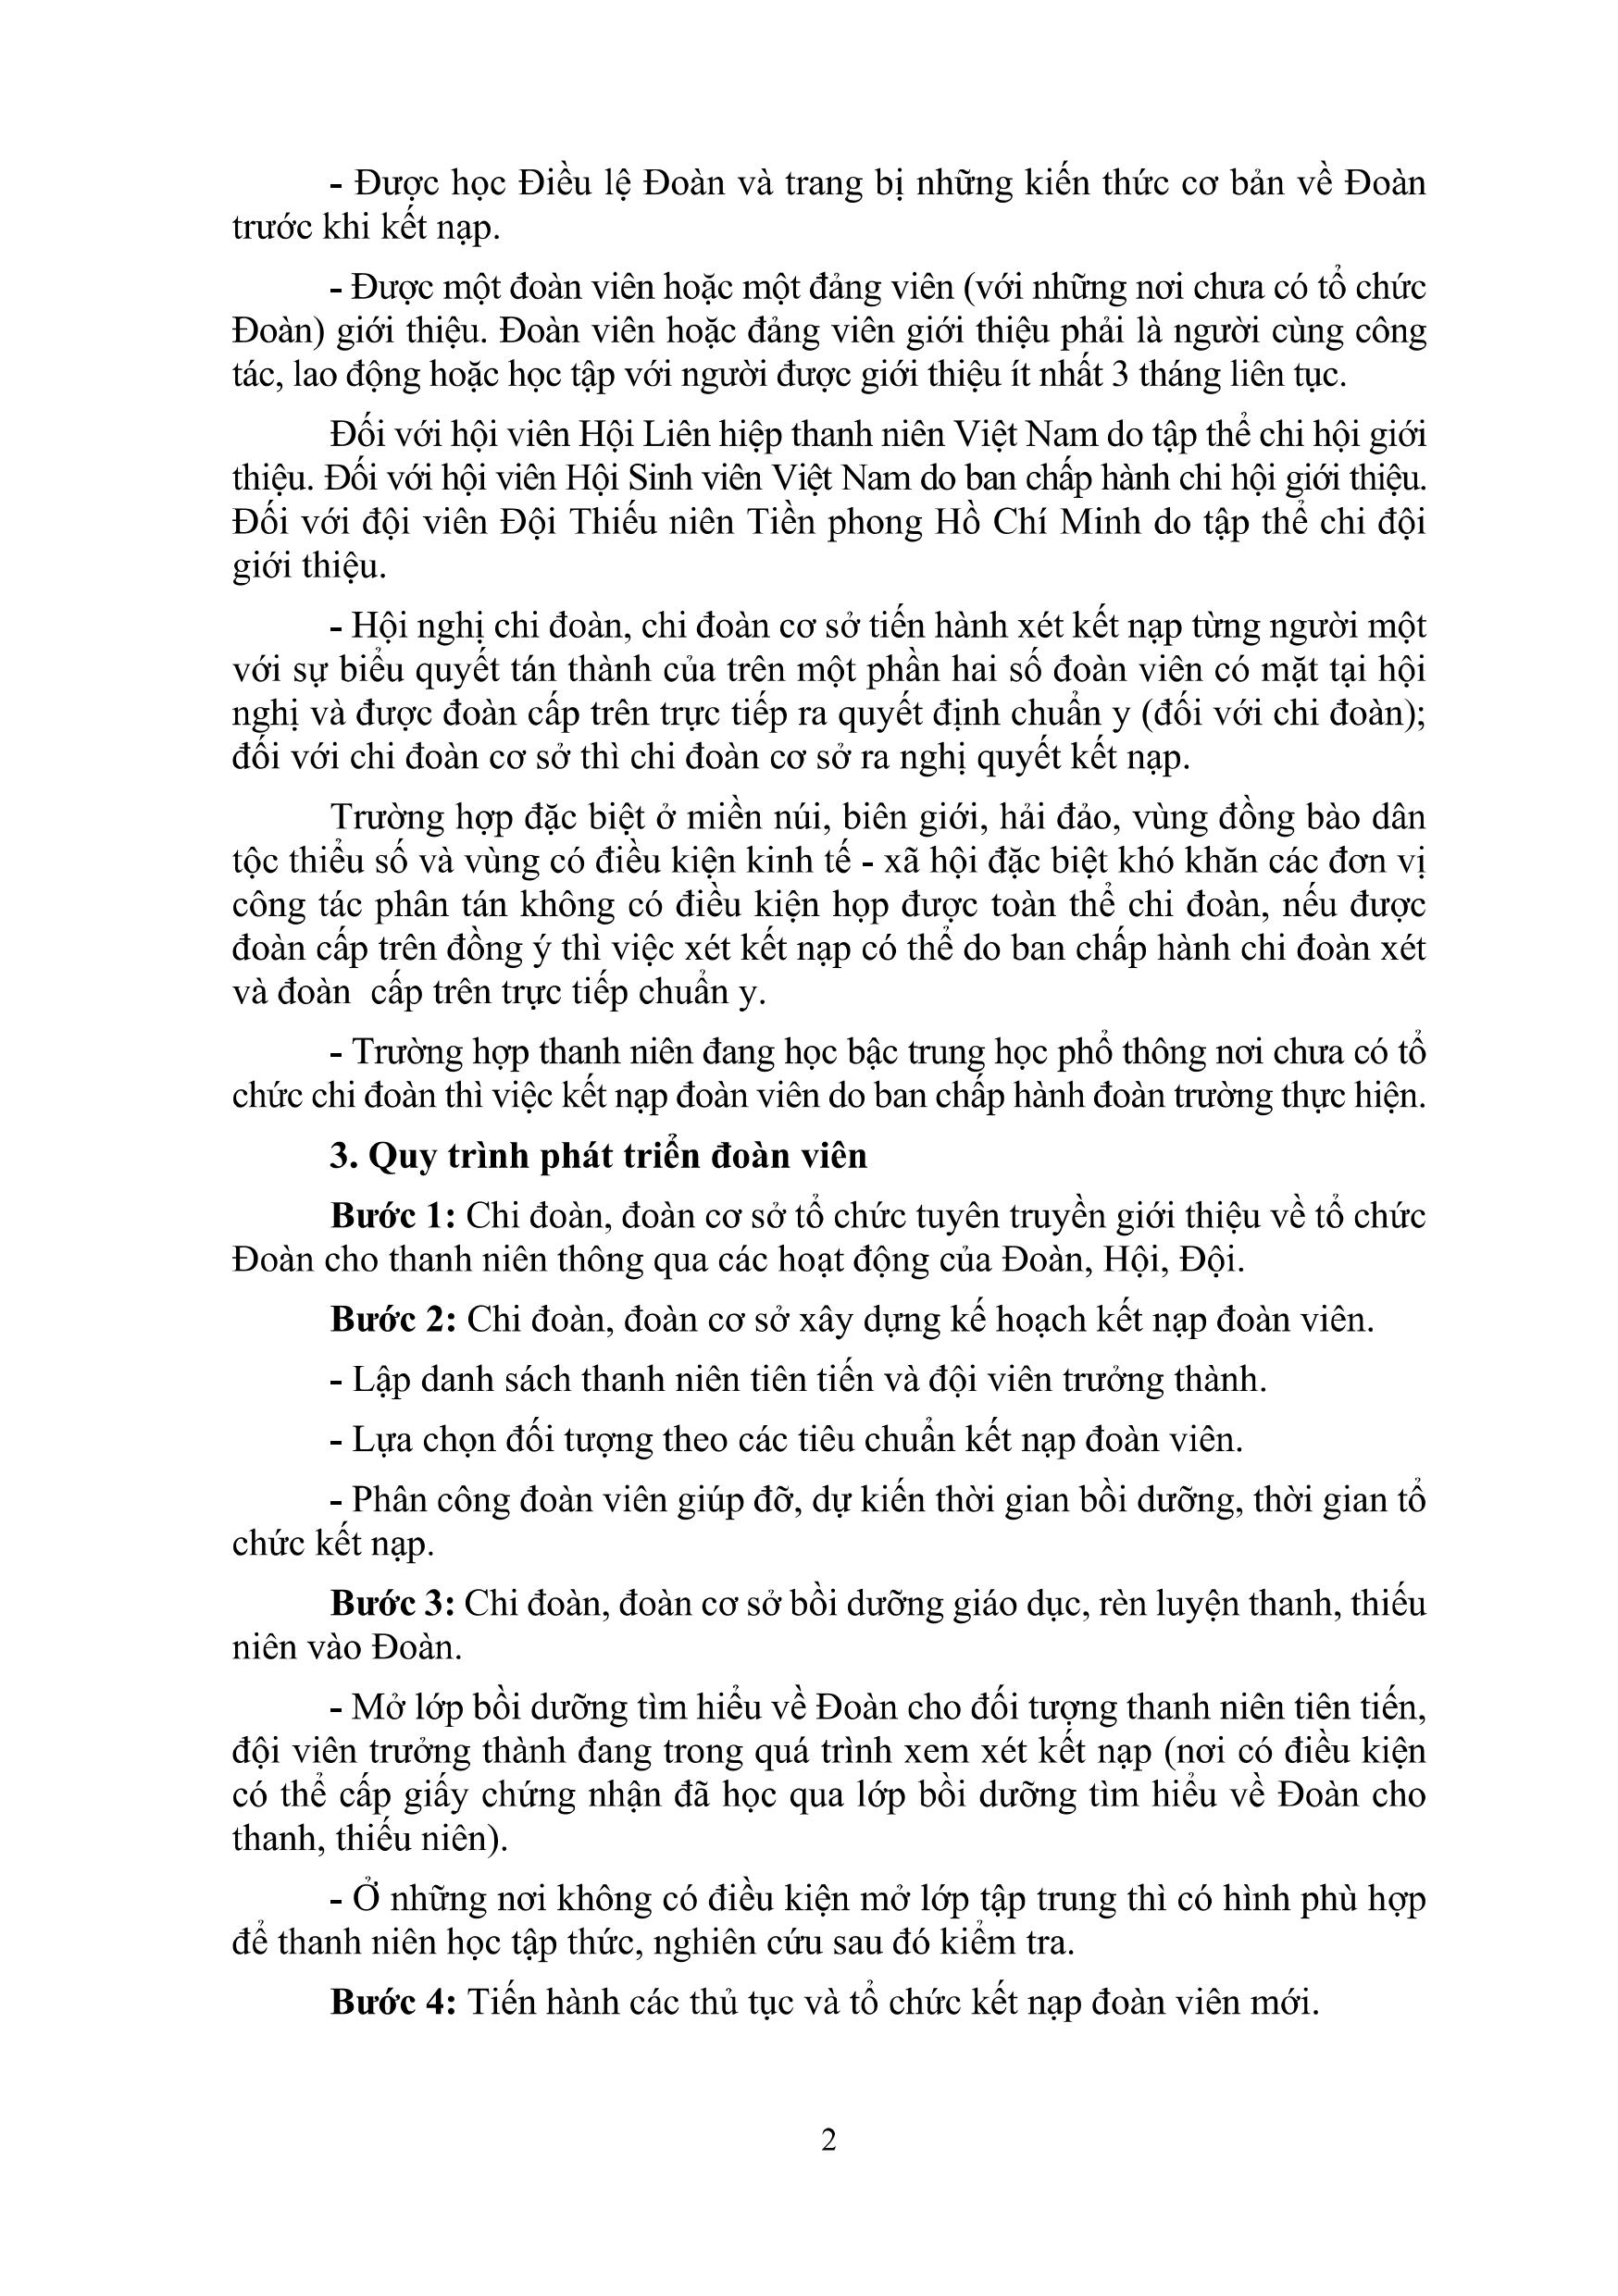 - Được học Điều lệ Đoàn và trang bị những kiến thức cơ bản về Đoàn
trước khi kết nạp.
- Được một đoàn viên hoặc một đảng viên (với những nơi chưa có tổ chức
Đoàn) giới thiệu. Đoàn viên hoặc đảng viên giới thiệu phải là người cùng công
tác, lao động hoặc học tập với người được giới thiệu ít nhất 3 tháng liên tục.
Đối với hội viên Hội Liên hiệp thanh niên Việt Nam do tập thể chi hội giới
thiệu. Đối với hội viên Hội Sinh viên Việt Nam do ban chấp hành chi hội giới thiệu.
Đối với đội viên Đội Thiếu niên Tiền phong Hồ Chí Minh do tập thể chi đội
giới thiệu.
- Hội nghị chi đoàn, chi đoàn cơ sở tiến hành xét kết nạp từng người một
với sự biểu quyết tán thành của trên một phần hai số đoàn viên có mặt tại hội
nghị và được đoàn cấp trên trực tiếp ra quyết định chuẩn y (đối với chi đoàn);
đối với chi đoàn cơ sở thì chi đoàn cơ sở ra nghị quyết kết nạp.
Trường hợp đặc biệt ở miền núi, biên giới, hải đảo, vùng đồng bào dân
tộc thiểu số và vùng có điều kiện kinh tế - xã hội đặc biệt khó khăn các đơn vị
công tác phân tán không có điều kiện họp được toàn thể chi đoàn, nếu được
đoàn cấp trên đồng ý thì việc xét kết nạp có thể do ban chấp hành chi đoàn xét
và đoàn  cấp trên trực tiếp chuẩn y.
- Trường hợp thanh niên đang học bậc trung học phổ thông nơi chưa có tổ
chức chi đoàn thì việc kết nạp đoàn viên do ban chấp hành đoàn trường thực hiện.
3. Quy trình phát triển đoàn viên
Bước 1: Chi đoàn, đoàn cơ sở tổ chức tuyên truyền giới thiệu về tổ chức
Đoàn cho thanh niên thông qua các hoạt động của Đoàn, Hội, Đội.
Bước 2: Chi đoàn, đoàn cơ sở xây dựng kế hoạch kết nạp đoàn viên.
- Lập danh sách thanh niên tiên tiến và đội viên trưởng thành.
- Lựa chọn đối tượng theo các tiêu chuẩn kết nạp đoàn viên.
- Phân công đoàn viên giúp đỡ, dự kiến thời gian bồi dưỡng, thời gian tổ
chức kết nạp.
Bước 3: Chi đoàn, đoàn cơ sở bồi dưỡng giáo dục, rèn luyện thanh, thiếu
niên vào Đoàn.
- Mở lớp bồi dưỡng tìm hiểu về Đoàn cho đối tượng thanh niên tiên tiến,
đội viên trưởng thành đang trong quá trình xem xét kết nạp (nơi có điều kiện
có thể cấp giấy chứng nhận đã học qua lớp bồi dưỡng tìm hiểu về Đoàn cho
thanh, thiếu niên).
- Ở những nơi không có điều kiện mở lớp tập trung thì có hình phù hợp
để thanh niên học tập thức, nghiên cứu sau đó kiểm tra.
Bước 4: Tiến hành các thủ tục và tổ chức kết nạp đoàn viên mới.
2